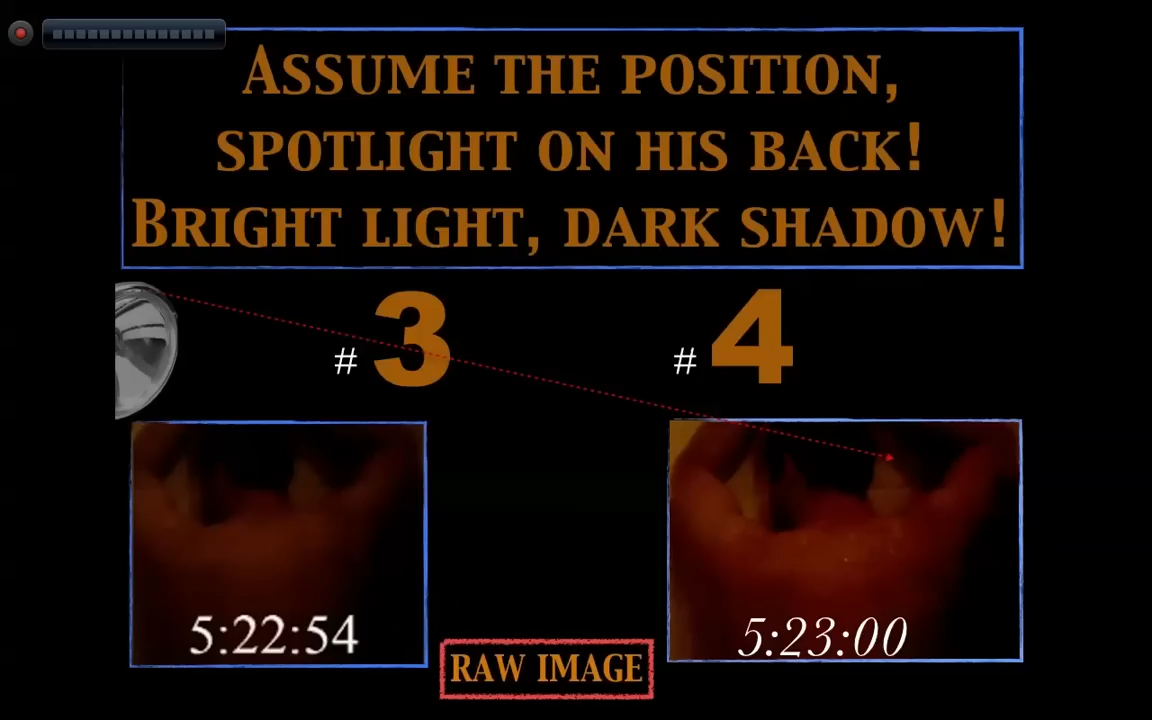 ASSUME THE POSITION,
SPOTLIGHT ON HIS BACK!
BRIGHT LIGHT, DARK SHADOW!
# 3
# 4
5:22:54
5:23:00
RAW IMAGE